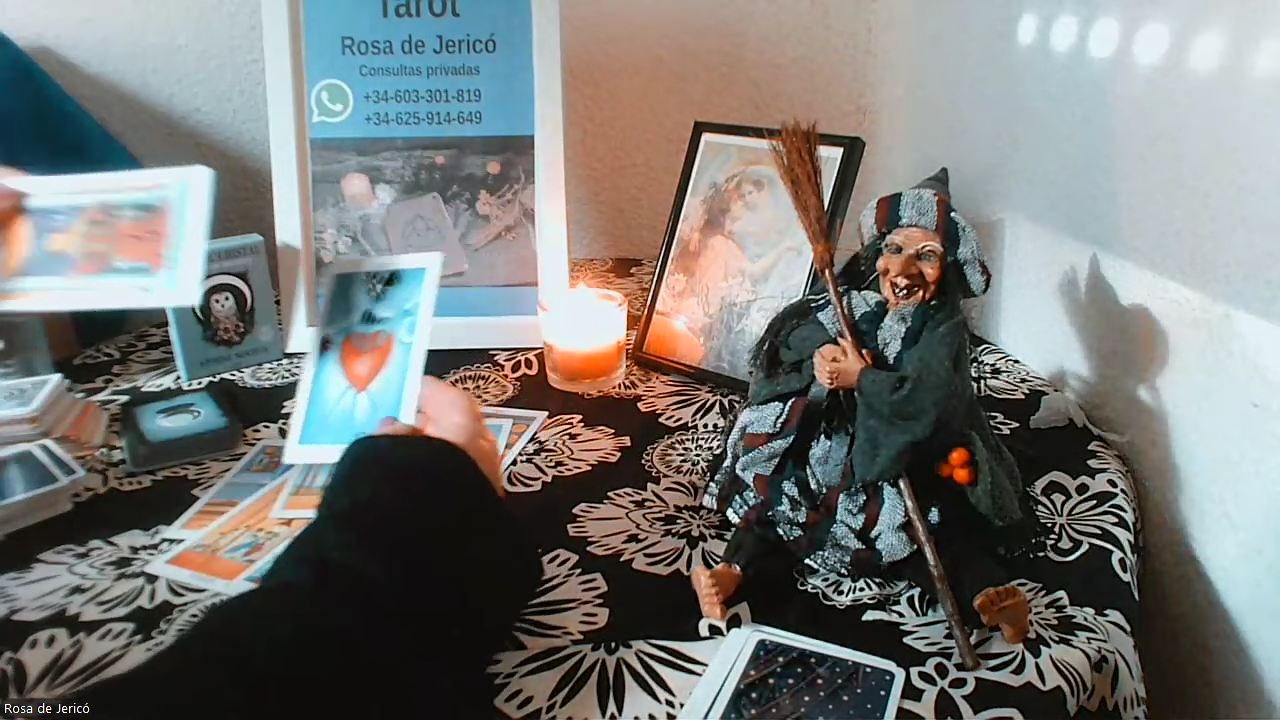 Tarot
Rosa de Jericó
Consultas privadas
+34-603-301-819
+34-625-914-649
Rosa de Jericó